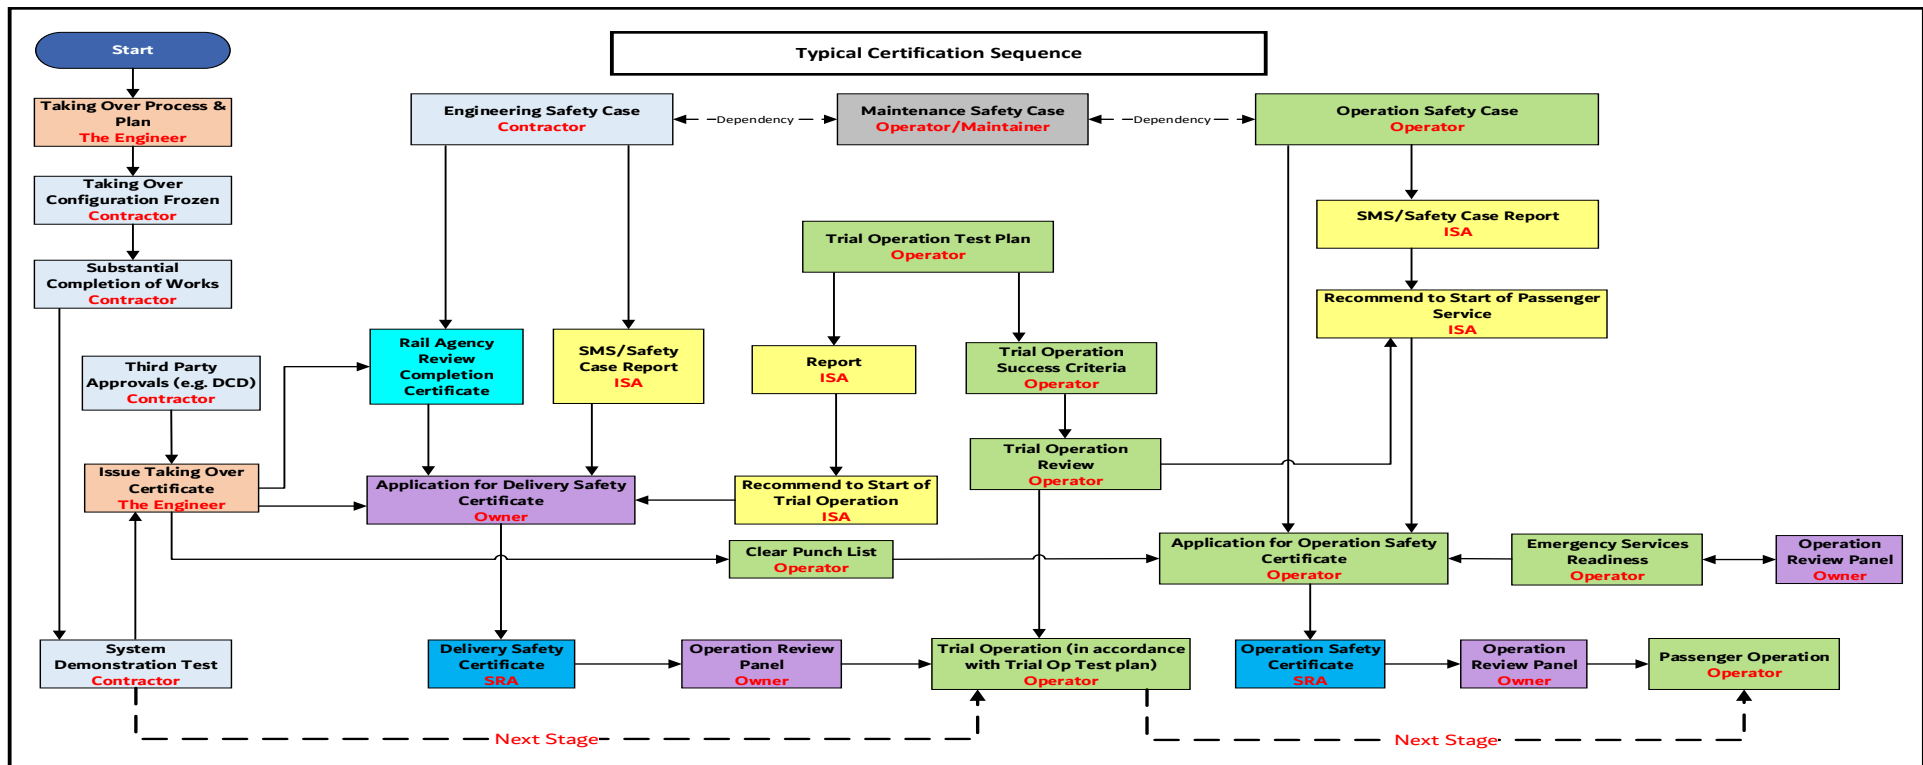 Start
Typical Certification Sequence
Taking Over Process &
Plan
The Engineer
Engineering Safety Case
Contractor
Dependency
Maintenance Safety Case
Operator/Maintainer
Dependency
Operation Safety Case
Operator
Taking Over
Configuration Frozen
Contractor
SMS/Safety Case Report
ISA
Trial Operation Test Plan
Operator
Substantial
Completion of Works
Contractor
Recommend to Start of Passenger
Service
ISA
Rail Agency
Review
Completion
Certificate
SMS/Safety
Case Report
ISA
Report
ISA
Trial Operation
Success Criteria
Operator
Third Party
Approvals (e.g. DCD)
Contractor
Trial Operation
Review
Operator
Issue Taking Over
Certificate
The Engineer
Application for Delivery Safety
Certificate
Owner
Recommend to Start of
Trial Operation
ISA
Clear Punch List
Operator
Application for Operation Safety
Certificate
Operator
Emergency Services
Readiness
Operator
Operation
Review Panel
Owner
System
Demonstration Test
Contractor
Delivery Safety
Certificate
SRA
Operation Review
Panel
Owner
Trial Operation (in accordance
with Trial Op Test plan)
Operator
Operation Safety
Certificate
SRA
Operation
Review Panel
Owner
Passenger Operation
Operator
Next Stage
Next Stage